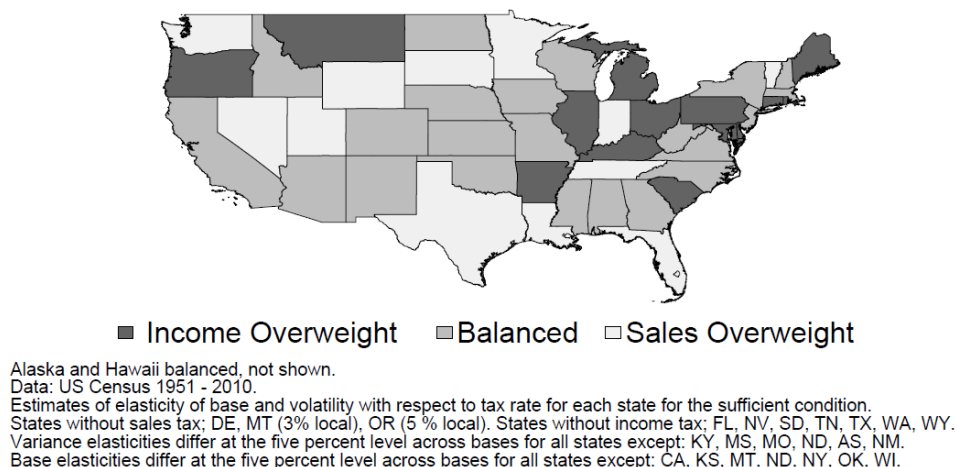 Income Overweight Balanced Sales Overweight
Alaska and Hawaii balanced, not shown.
Data: US Census 1951 - 2010.
Estimates of elasticity of base and volatility with respect to tax rate for each state for the sufficient condition.
States without sales tax; DE, MT (3% local), OR (5 % local). States without income tax; FL, NV, SD, TN, TX, WA, WY.
Variance elasticities differ at the five percent level across bases for all states except: KY, MS, MO, ND, AS, NM.
Base elasticities differ at the five percent level across bases for all states except: CA, KS, MT, ND, NY, OK, WI.